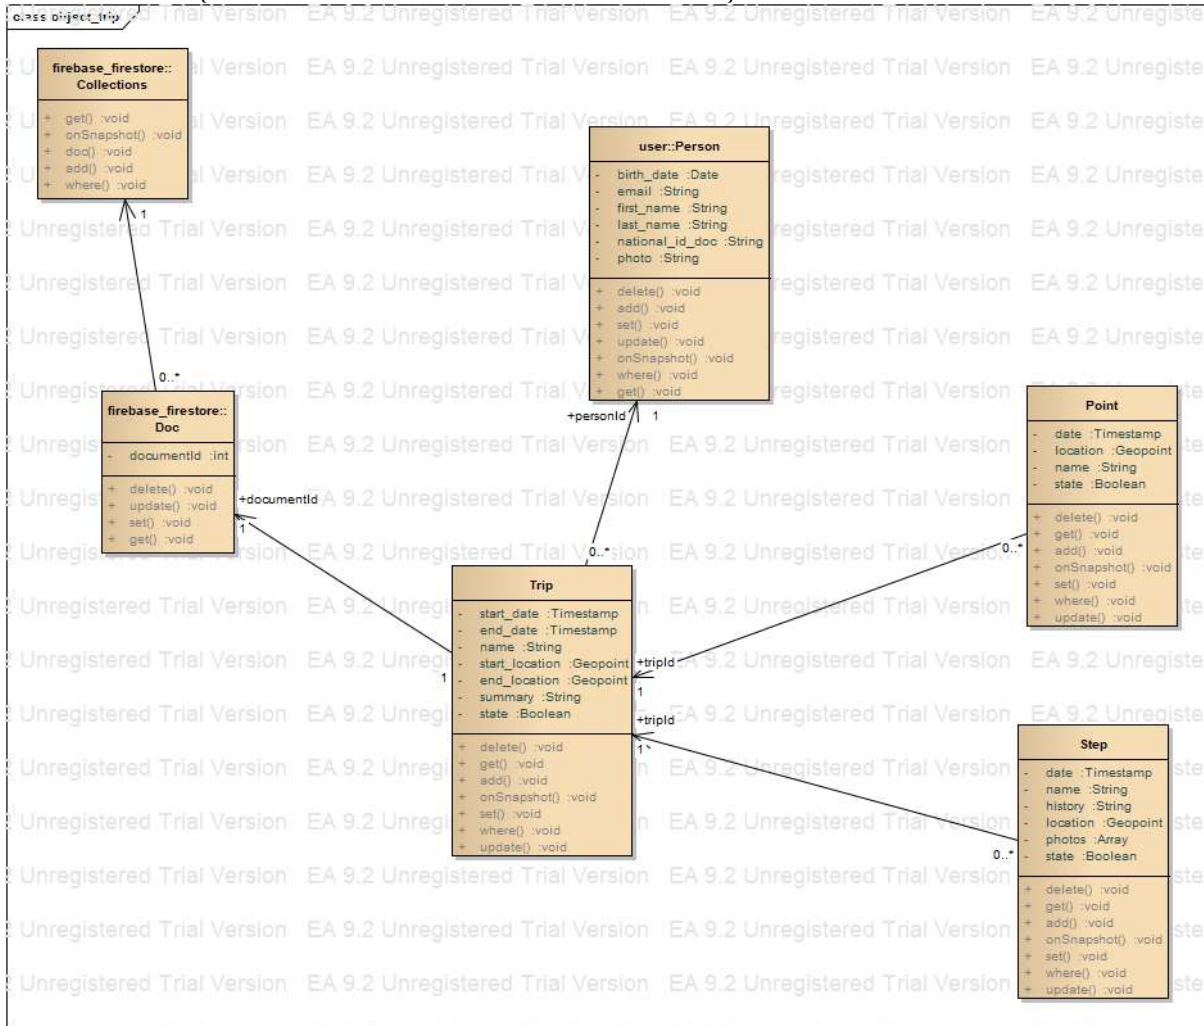 class object_trip
firebase_firestore::
Collections
+ get() :void
+ onSnapshot() :void
+ doc() :void
+ add() :void
+ where() :void
1
0..*
firebase_firestore::
Doc
- documentId :int
+ delete() :void
+ update() :void
+ set() :void
+ get() :void
+documentId
1
user::Person
- birth_date :Date
- email :String
- first_name :String
- last_name :String
- national_id_doc :String
- photo :String
+ delete() :void
+ add() :void
+ set() :void
+ update() :void
+ onSnapshot() :void
+ where() :void
+ get() :void
+personId 1
0..*
Trip
- start_date :Timestamp
- end_date :Timestamp
- name :String
- start_location :Geopoint
- end_location :Geopoint
- summary :String
- state :Boolean
+ delete() :void
+ get() :void
+ add() :void
+ onSnapshot() :void
+ set() :void
+ where() :void
+ update() :void
1
+tripId
1
+tripId
1
Point
- date :Timestamp
- location :Geopoint
- name :String
- state :Boolean
+ delete() :void
+ get() :void
+ add() :void
+ onSnapshot() :void
+ set() :void
+ where() :void
+ update() :void
0..*
Step
- date :Timestamp
- name :String
- history :String
- location :Geopoint
- photos :Array
- state :Boolean
+ delete() :void
+ get() :void
+ add() :void
+ onSnapshot() :void
+ set() :void
+ where() :void
+ update() :void
0..*
EA 9.2 Unregistered Trial Version